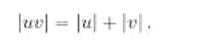 |uv| = |u| + |v| .